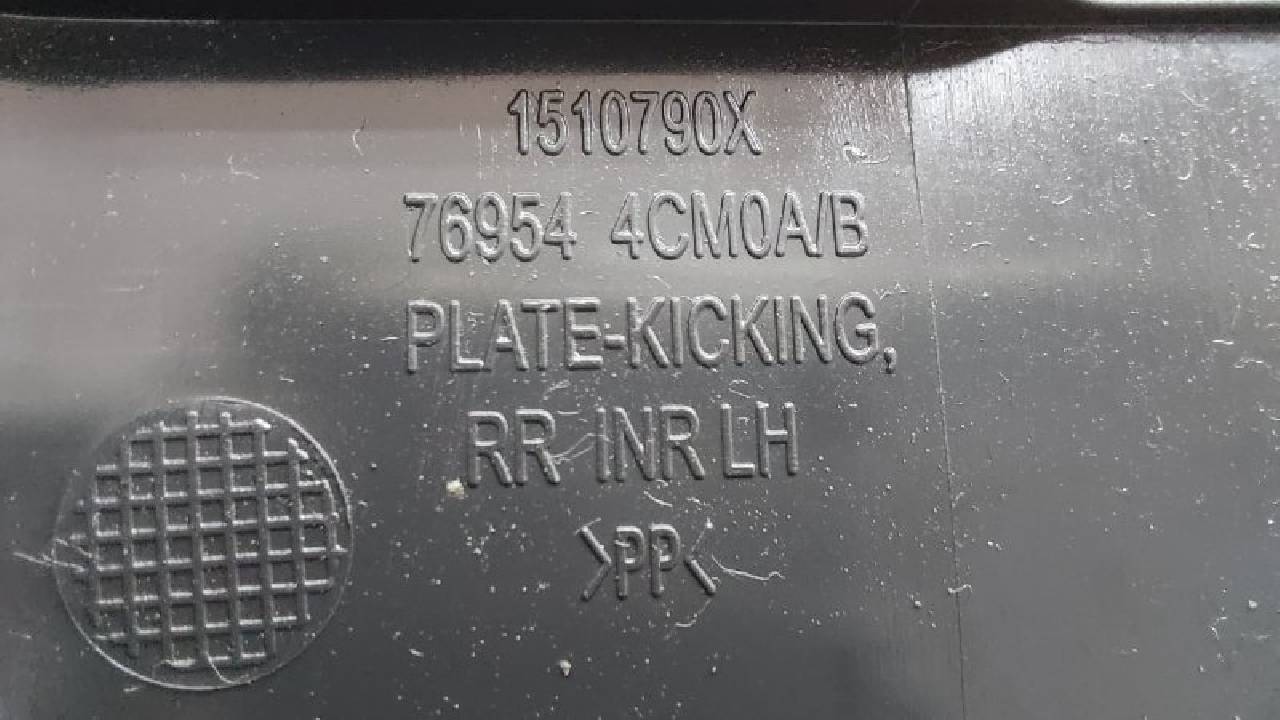 1510790X
76954 4CM0A/B
PLATE-KICKING,
RR INR LH
>PP<